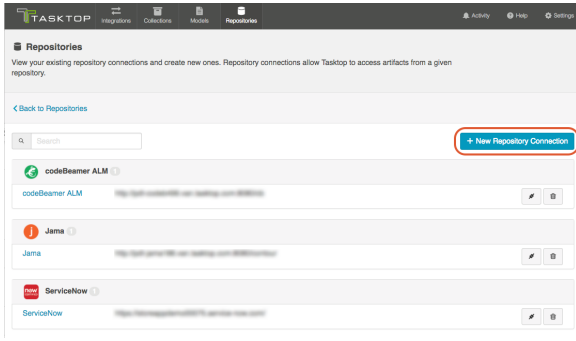 TASKTOP
Integrations
Collections
Models
Repositories
Activity
Help
Settings
Repositories
View your existing repository connections and create new ones. Repository connections allow Tasktop to access artifacts from a given
repository.
Back to Repositories
Search
+ New Repository Connection
codeBeamer ALM
codeBeamer ALM
Jama
Jama
now
ServiceNow
ServiceNow